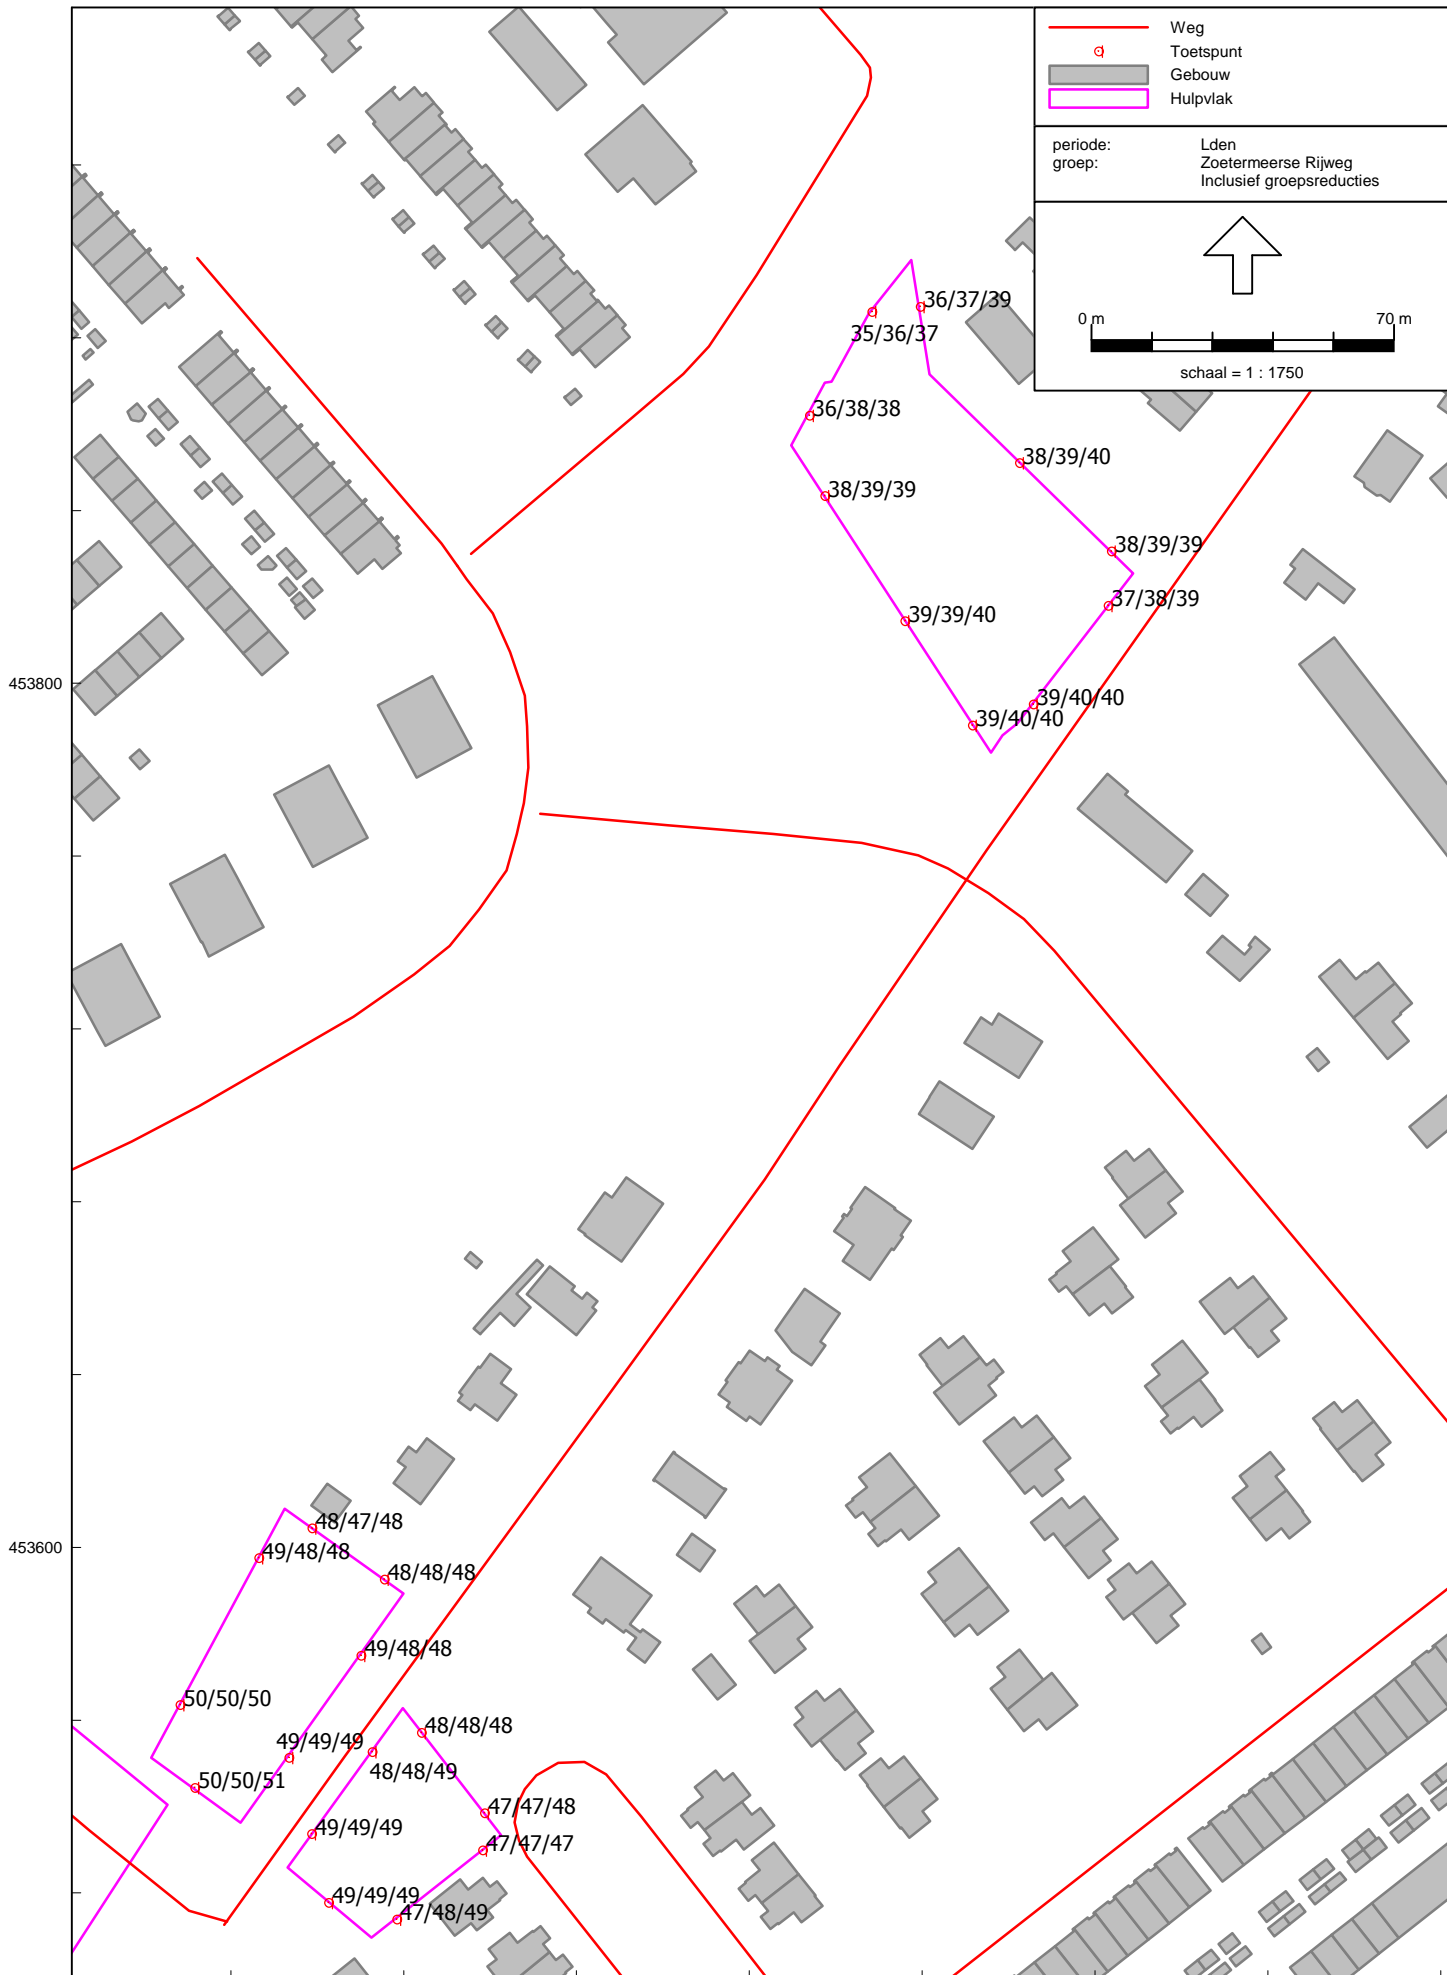 Weg
Toetspunt
Gebouw
Hulpvlak
periode: Lden
groep: Zoetermeerse Rijweg
Inclusief groepsreducties
0 m 70 m
schaal = 1 : 1750
36/37/39
35/36/37
36/38/38
38/39/40
38/39/39
38/39/39
37/38/39
39/39/40
453800
39/40/40
39/40/40
48/47/48
453600
49/48/48
48/48/48
49/48/48
50/50/50
48/48/48
49/49/49
48/48/49
50/50/51
47/47/48
49/49/49
47/47/47
49/49/49
47/48/49